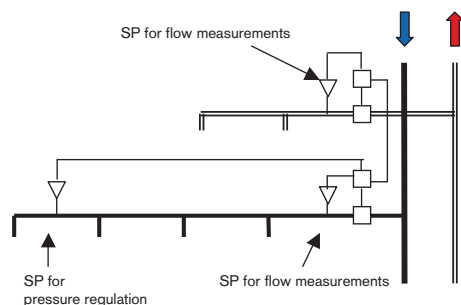 SP for flow measurements
SP for
pressure regulation
SP for flow measurements